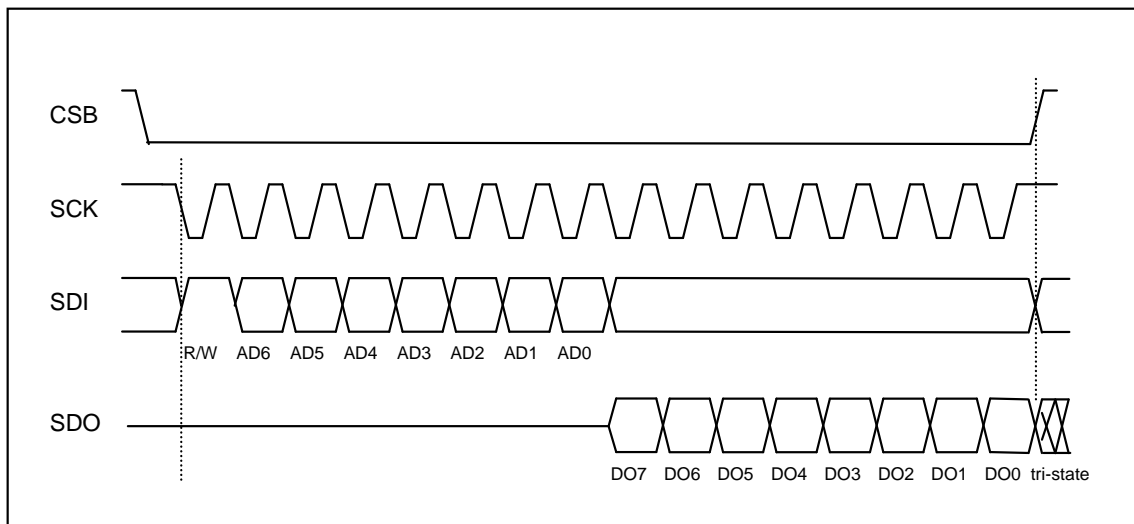 CSB
SCK
SDI
R/W AD6 AD5 AD4 AD3 AD2 AD1 AD0
SDO
DO7 DO6 DO5 DO4 DO3 DO2 DO1 DO0 tri-state